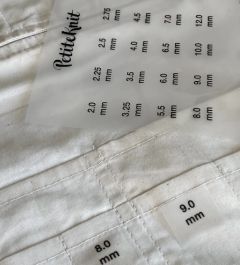 PetiteKnit
2.0 mm 2.25 mm 2.5 mm 2.75 mm
3.25 mm 3.5 mm 4.0 mm 4.5 mm
5.5 mm 6.0 mm 6.5 mm 7.0 mm
8.0 mm 9.0 mm 10.0 mm 12.0 mm
9.0
mm
8.0
mm